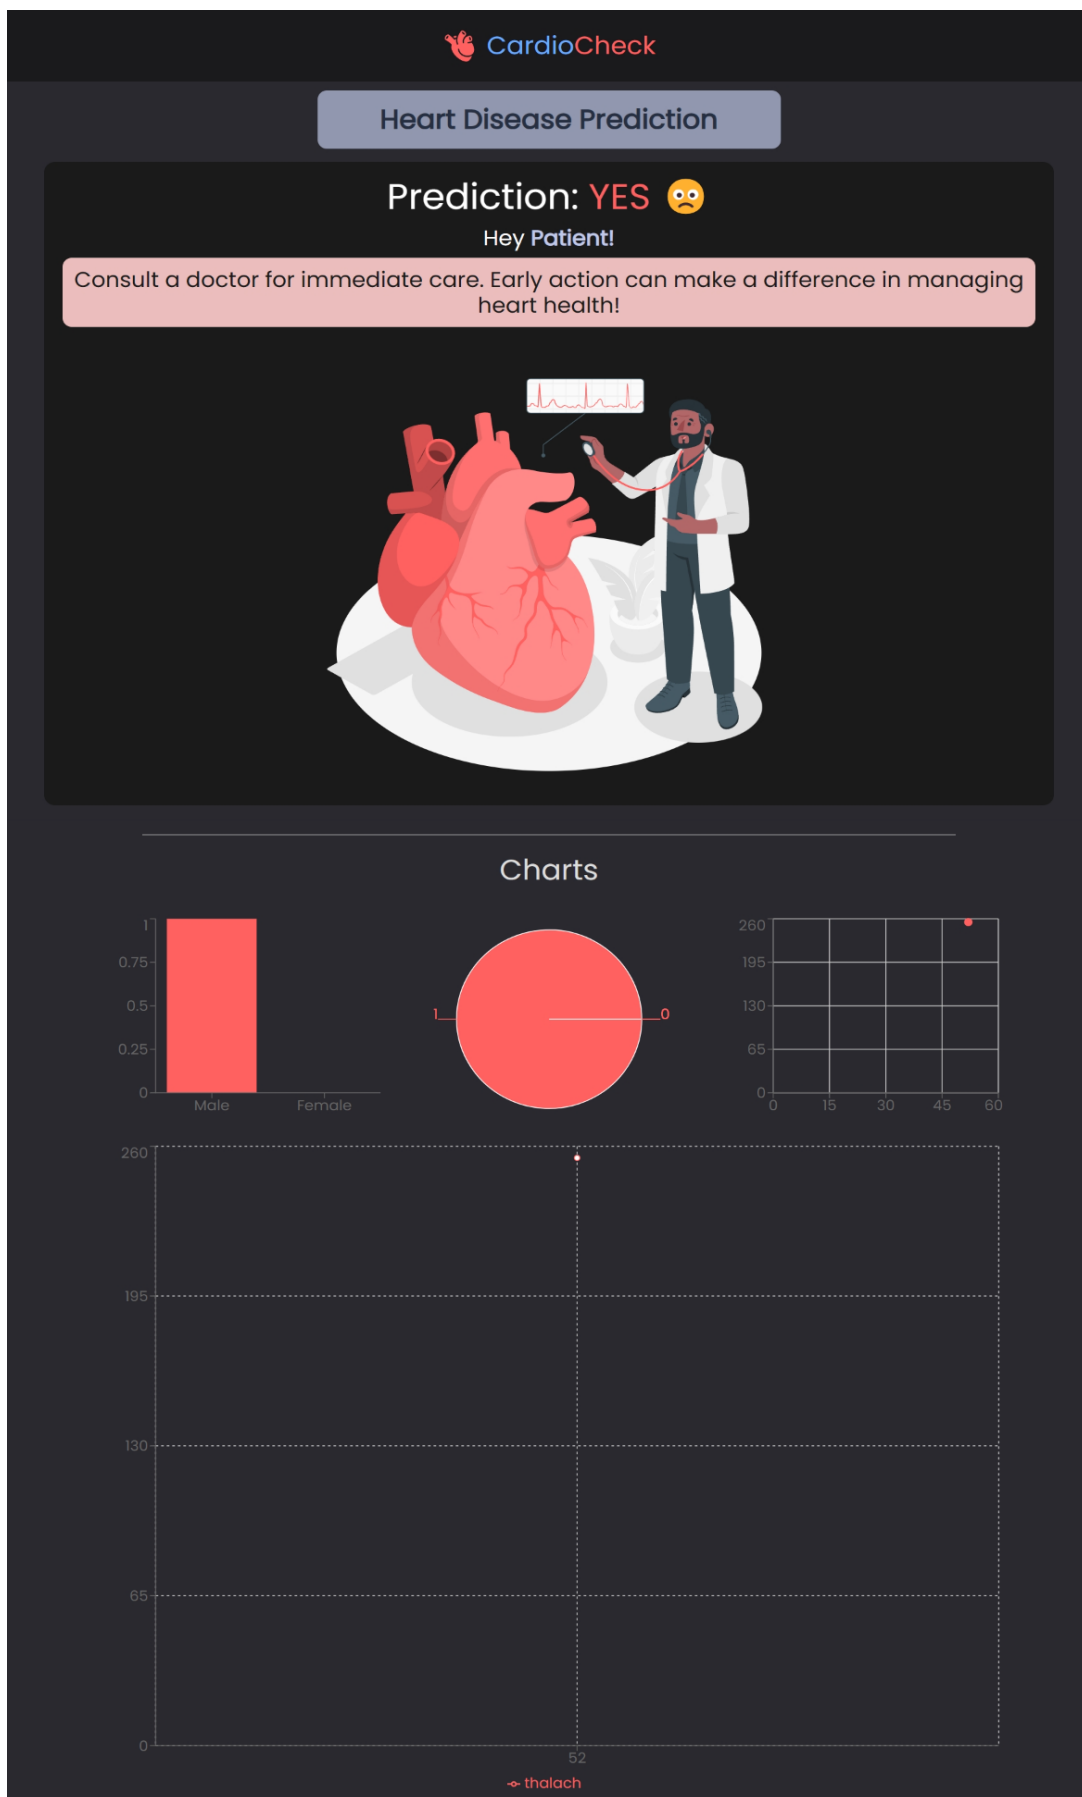 CardioCheck
Heart Disease Prediction
Prediction: YES
Hey Patient!
Consult a doctor for immediate care. Early action can make a difference in managing
heart health!
Charts
1
0.75
0.5
0.25
0
Male Female
1 0
260
195
130
65
0
0 15 30 45 60
260
195
130
65
0
52
thalach